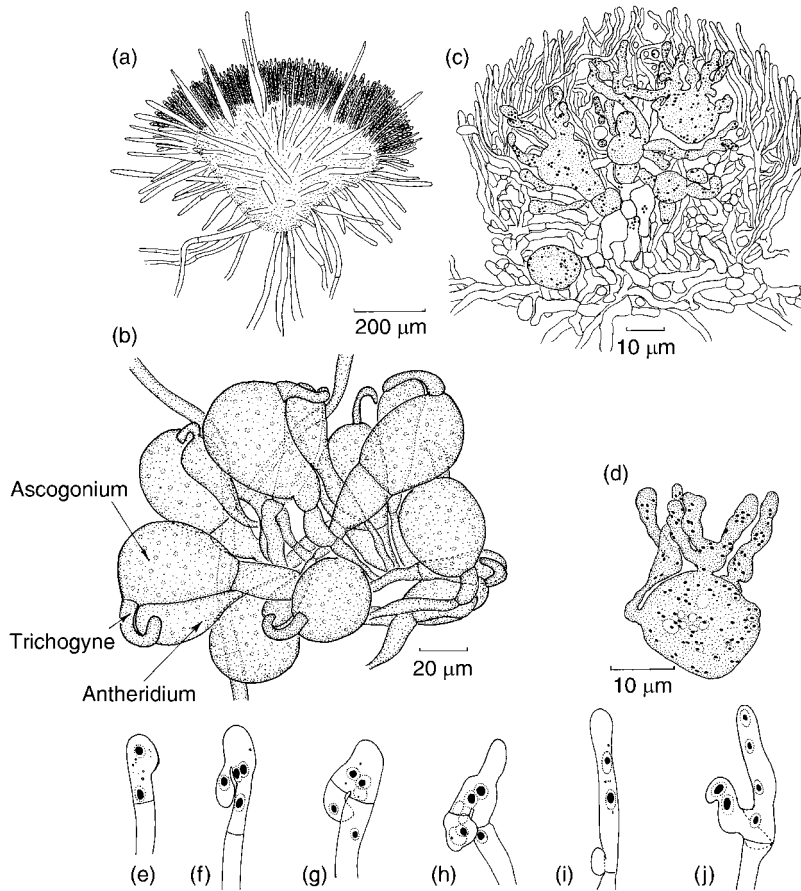 (a)
(c)
200 μm
10 μm
(b)
Ascogonium
(d)
Trichogyne
Antheridium
20 μm
10 μm
(e)
(f)
(g)
(h)
(i)
(j)